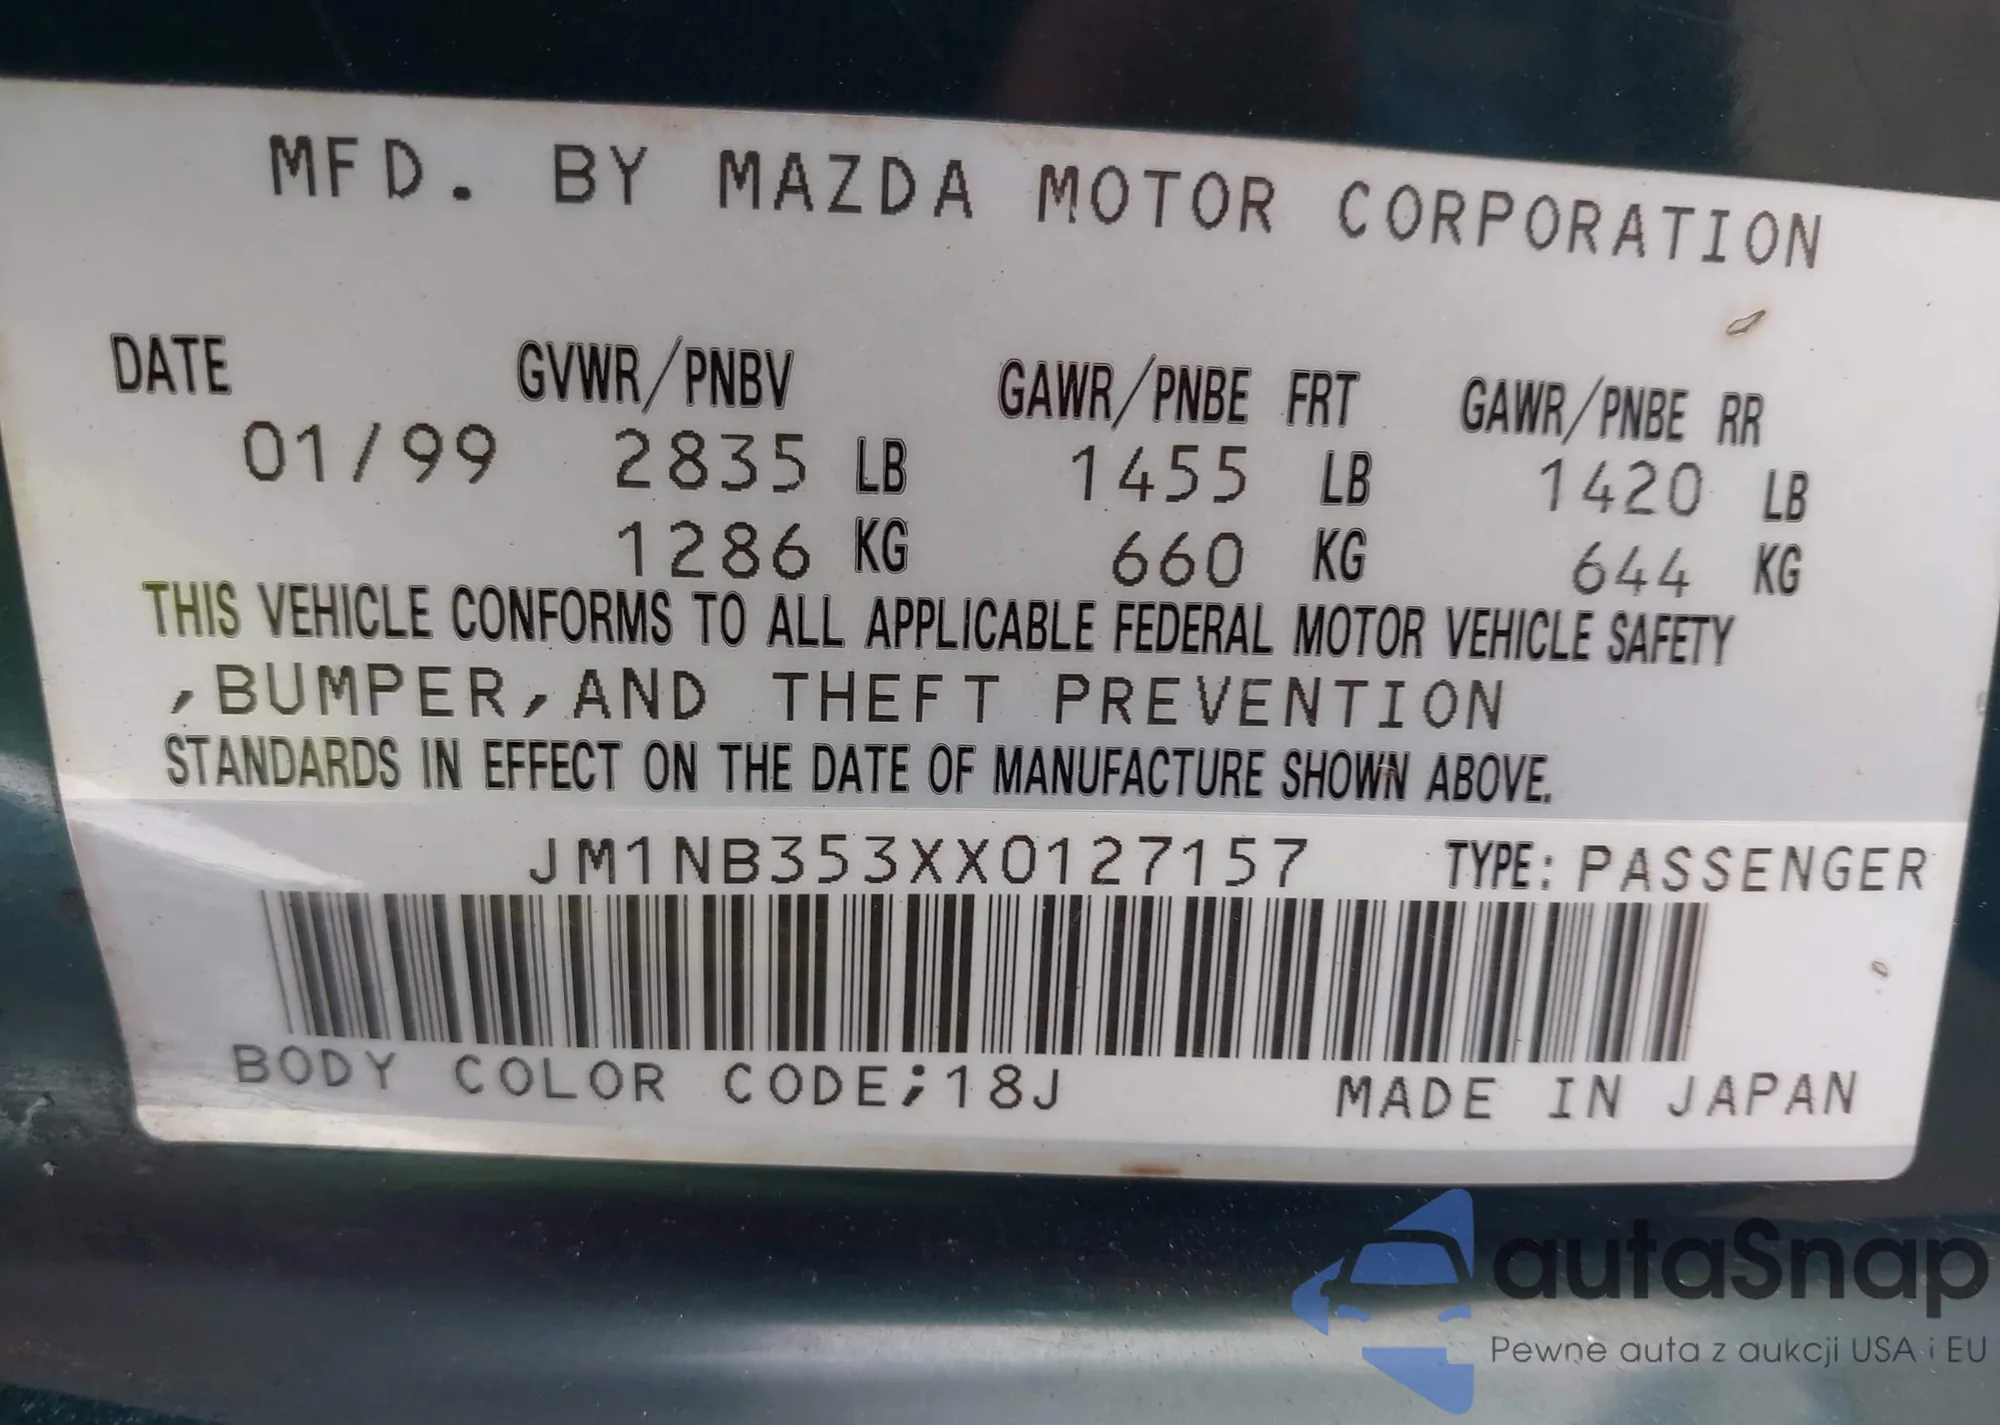 MFD. BY MAZDA MOTOR CORPORATION
DATE GVWR/PNBV GAWR/PNBE FRT GAWR/PNBE RR
01/99 2835 LB 1455 LB 1420 LB
1286 KG 660 KG 644 KG
THIS VEHICLE CONFORMS TO ALL APPLICABLE FEDERAL MOTOR VEHICLE SAFETY
,BUMPER,AND THEFT PREVENTION
STANDARDS IN EFFECT ON THE DATE OF MANUFACTURE SHOWN ABOVE.
JM1NB353XX0127157 TYPE: PASSENGER
BODY COLOR CODE;18J MADE IN JAPAN
autaSnap
Pewne auta z aukcji USA i EU